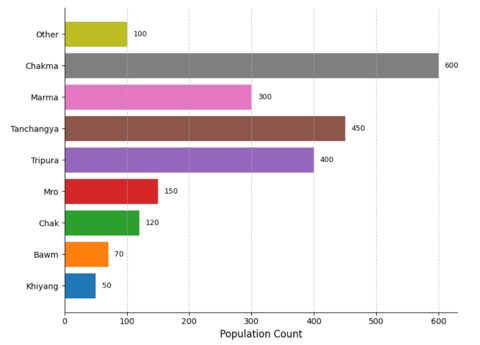 Other 100
Chakma 600
Marma 300
Tanchangya 450
Tripura 400
Mro 150
Chak 120
Bawm 70
Khiyang 50
0 100 200 300 400 500 600
Population Count